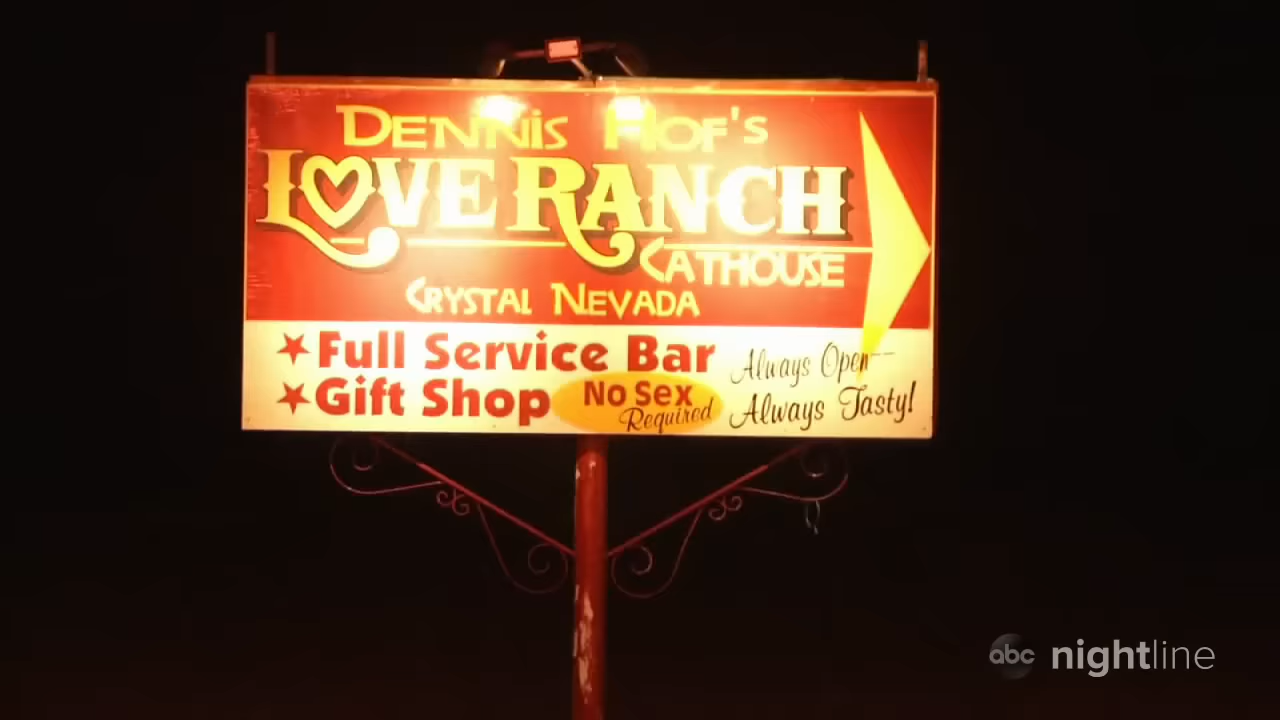 DENNIS HOF'S
LOVE RANCH
CATHOUSE
CRYSTAL NEVADA
Full Service Bar
Gift Shop
No Sex
Required
Always Open
Always Tasty!
abc nightline